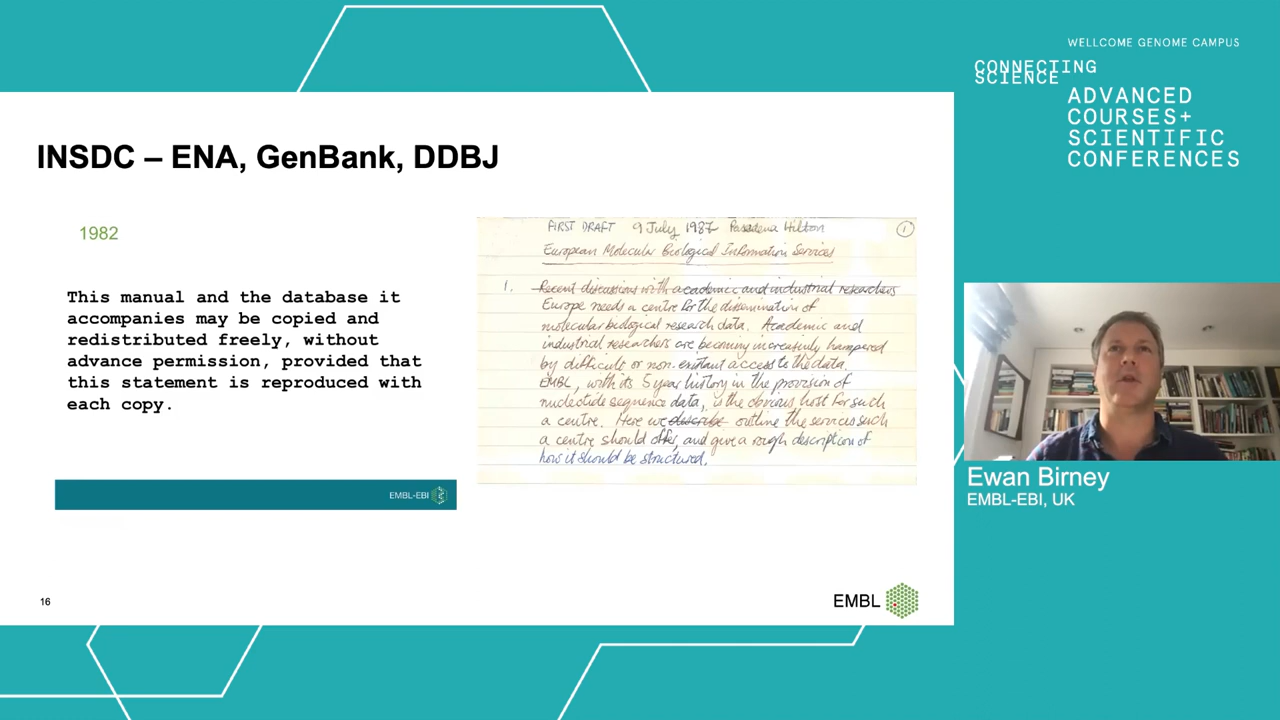 WELLCOME GENOME CAMPUS
CONNECTING
SCIENCE
ADVANCED
COURSES+
SCIENTIFIC
CONFERENCES
INSDC – ENA, GenBank, DDBJ
1982
This manual and the database it
accompanies may be copied and
redistributed freely, without
advance permission, provided that
this statement is reproduced with
each copy.
EMBL-EBI
FIRST DRAFT 9 July 1987 Pasadena Hilton
1
European Molecular Biological Information Services
1. Recent discussions with academic and industrial researchers
Europe needs a centre for the dissemination of
molecular biological research data. Academic and
industrial researchers are becoming increasingly hampered
by difficult or non-existant access to the data.
EMBL, with its 5 year history in the provision of
nucleotide sequence data, is the obvious host for such
a centre. Here we describe outline the services such
a centre should offer, and give a rough description of
how it should be structured.
Ewan Birney
EMBL-EBI, UK
16
EMBL